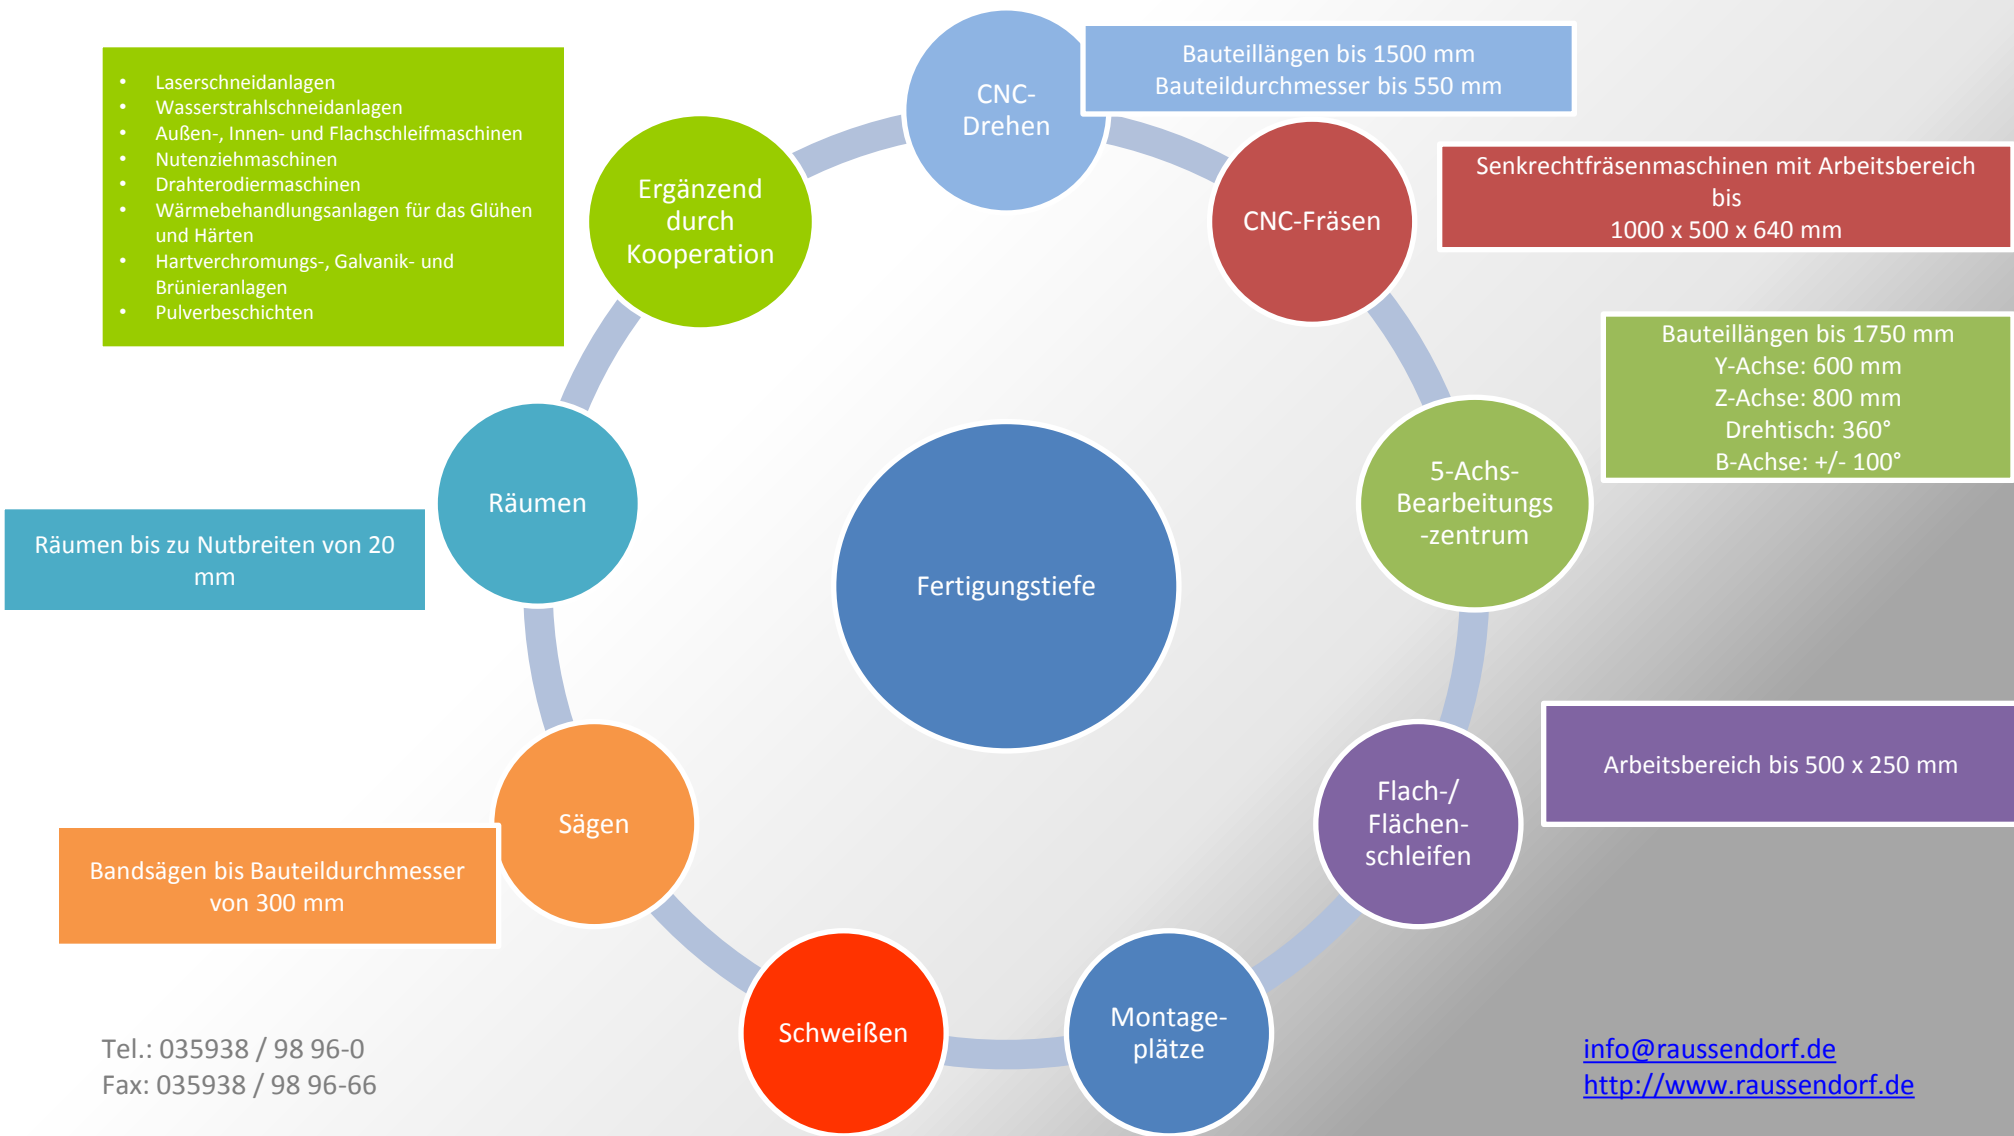 CNC-
Drehen
Bauteillängen bis 1500 mm
Bauteildurchmesser bis 550 mm
CNC-Fräsen
Senkrechtfräsenmaschinen mit Arbeitsbereich
bis
1000 x 500 x 640 mm
5-Achs-
Bearbeitungs
-zentrum
Bauteillängen bis 1750 mm
Y-Achse: 600 mm
Z-Achse: 800 mm
Drehtisch: 360°
B-Achse: +/- 100°
Flach-/
Flächen-
schleifen
Arbeitsbereich bis 500 x 250 mm
Montage-
plätze
Schweißen
Sägen
Bandsägen bis Bauteildurchmesser
von 300 mm
Räumen
Räumen bis zu Nutbreiten von 20
mm
Ergänzend
durch
Kooperation
• Laserschneidanlagen
• Wasserstrahlschneidanlagen
• Außen-, Innen- und Flachschleifmaschinen
• Nutenziehmaschinen
• Drahterodiermaschinen
• Wärmebehandlungsanlagen für das Glühen
und Härten
• Hartverchromungs-, Galvanik- und
Brünieranlagen
• Pulverbeschichten
Fertigungstiefe
Tel.: 035938 / 98 96-0
Fax: 035938 / 98 96-66
info@raussendorf.de
http://www.raussendorf.de